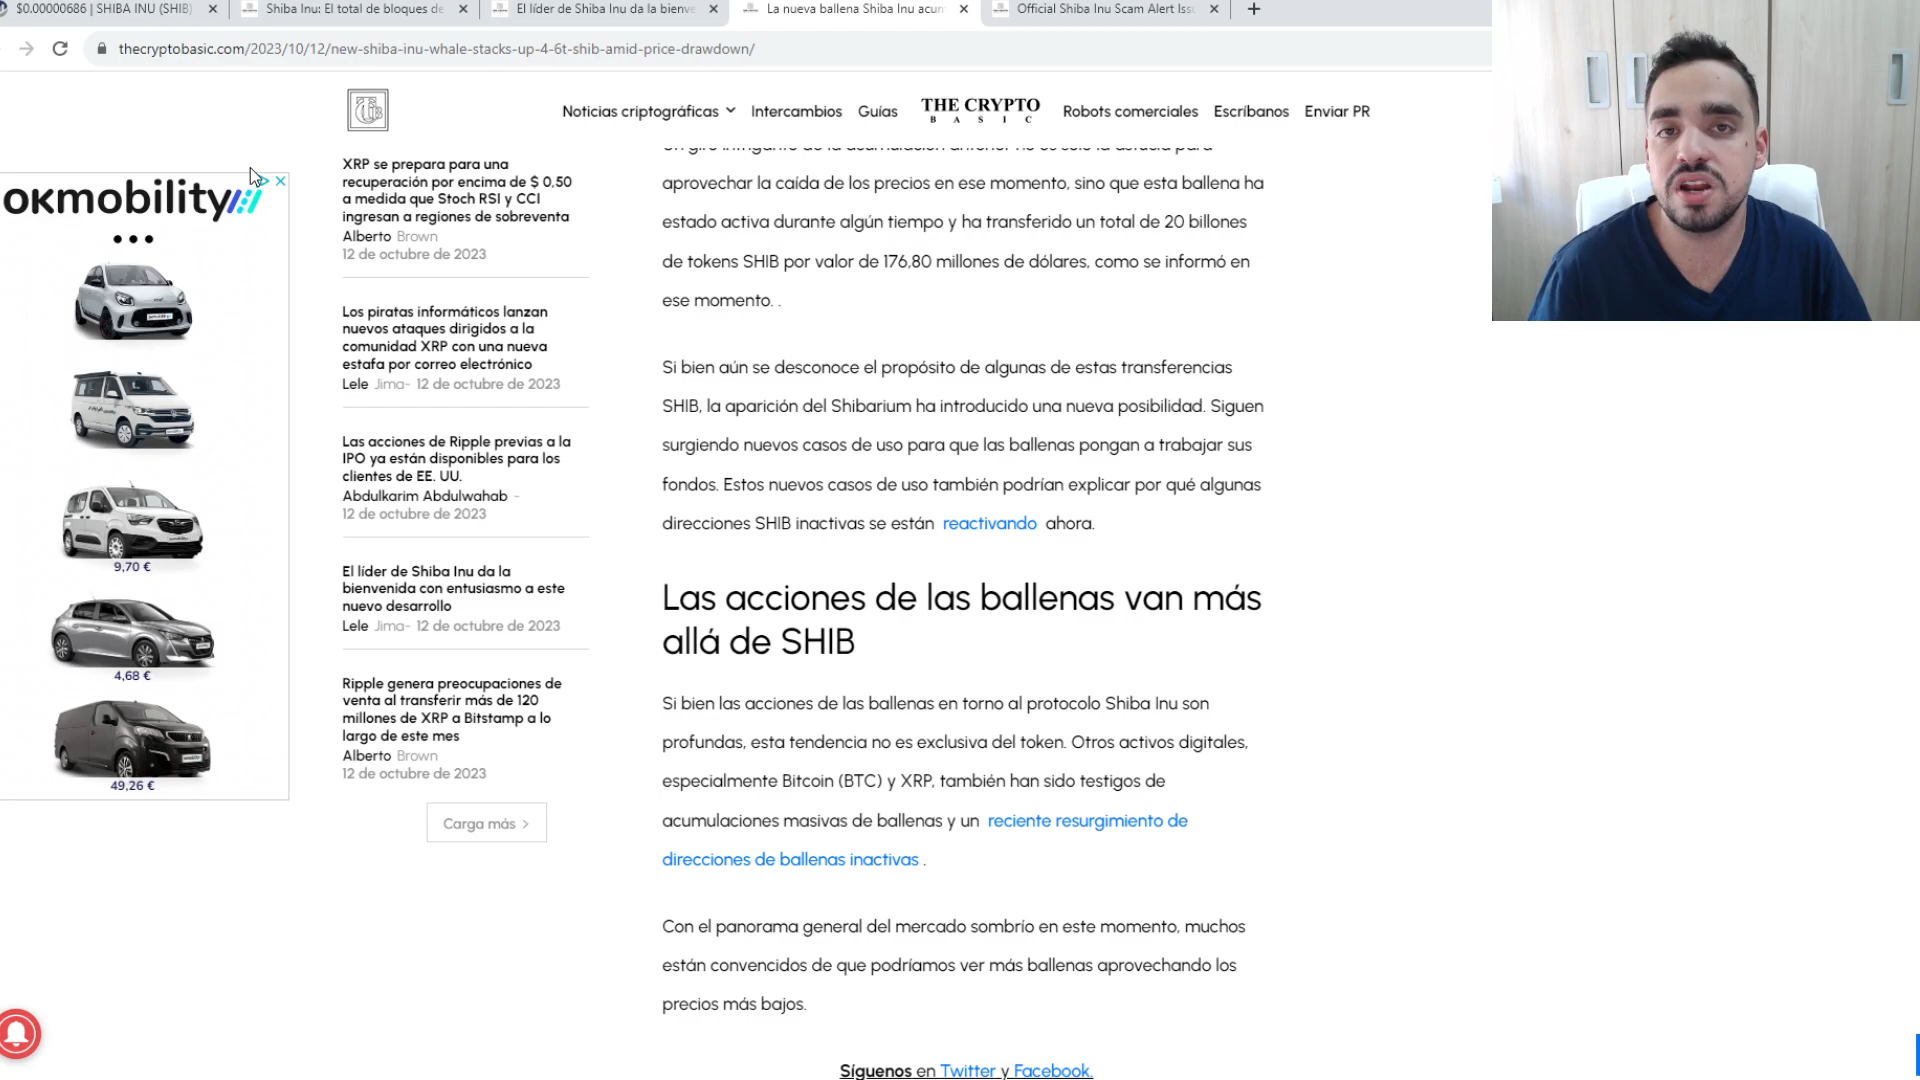 $0.00000686 | SHIBA INU (SHIB)
Shiba Inu: El total de bloques de
El líder de Shiba Inu da la bienve
La nueva ballena Shiba Inu acum
Official Shiba Inu Scam Alert Issu
thecryptobasic.com/2023/10/12/new-shiba-inu-whale-stacks-up-4-6t-shib-amid-price-drawdown/
Noticias criptográficas
Intercambios
Guías
THE CRYPTO
BASIC
Robots comerciales
Escríbanos
Enviar PR
okmobility
9,70 €
4,68 €
49,26 €
XRP se prepara para una
recuperación por encima de $ 0,50
a medida que Stoch RSI y CCI
ingresan a regiones de sobreventa
Alberto Brown
12 de octubre de 2023
Los piratas informáticos lanzan
nuevos ataques dirigidos a la
comunidad XRP con una nueva
estafa por correo electrónico
Lele Jima- 12 de octubre de 2023
Las acciones de Ripple previas a la
IPO ya están disponibles para los
clientes de EE. UU.
Abdulkarim Abdulwahab -
12 de octubre de 2023
El líder de Shiba Inu da la
bienvenida con entusiasmo a este
nuevo desarrollo
Lele Jima- 12 de octubre de 2023
Ripple genera preocupaciones de
venta al transferir más de 120
millones de XRP a Bitstamp a lo
largo de este mes
Alberto Brown
12 de octubre de 2023
Carga más >
aprovechar la caída de los precios en ese momento, sino que esta ballena ha
estado activa durante algún tiempo y ha transferido un total de 20 billones
de tokens SHIB por valor de 176,80 millones de dólares, como se informó en
ese momento. .
Si bien aún se desconoce el propósito de algunas de estas transferencias
SHIB, la aparición del Shibarium ha introducido una nueva posibilidad. Siguen
surgiendo nuevos casos de uso para que las ballenas pongan a trabajar sus
fondos. Estos nuevos casos de uso también podrían explicar por qué algunas
direcciones SHIB inactivas se están reactivando ahora.
Las acciones de las ballenas van más
allá de SHIB
Si bien las acciones de las ballenas en torno al protocolo Shiba Inu son
profundas, esta tendencia no es exclusiva del token. Otros activos digitales,
especialmente Bitcoin (BTC) y XRP, también han sido testigos de
acumulaciones masivas de ballenas y un reciente resurgimiento de
direcciones de ballenas inactivas .
Con el panorama general del mercado sombrío en este momento, muchos
están convencidos de que podríamos ver más ballenas aprovechando los
precios más bajos.
Síguenos en Twitter y Facebook.